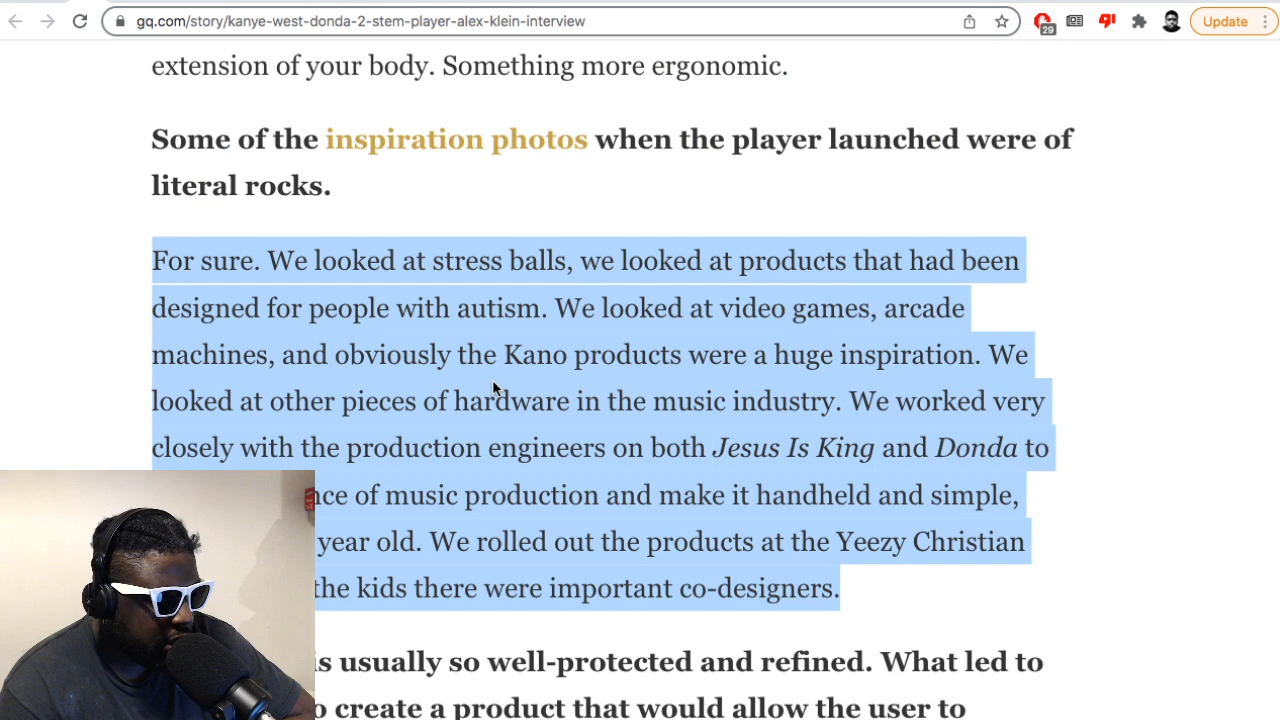 gq.com/story/kanye-west-donda-2-stem-player-alex-klein-interview
29
Update
extension of your body. Something more ergonomic.
Some of the inspiration photos when the player launched were of
literal rocks.
For sure. We looked at stress balls, we looked at products that had been
designed for people with autism. We looked at video games, arcade
machines, and obviously the Kano products were a huge inspiration. We
looked at other pieces of hardware in the music industry. We worked very
closely with the production engineers on both Jesus Is King and Donda to
of music production and make it handheld and simple,
year old. We rolled out the products at the Yeezy Christian
the kids there were important co-designers.
is usually so well-protected and refined. What led to
create a product that would allow the user to